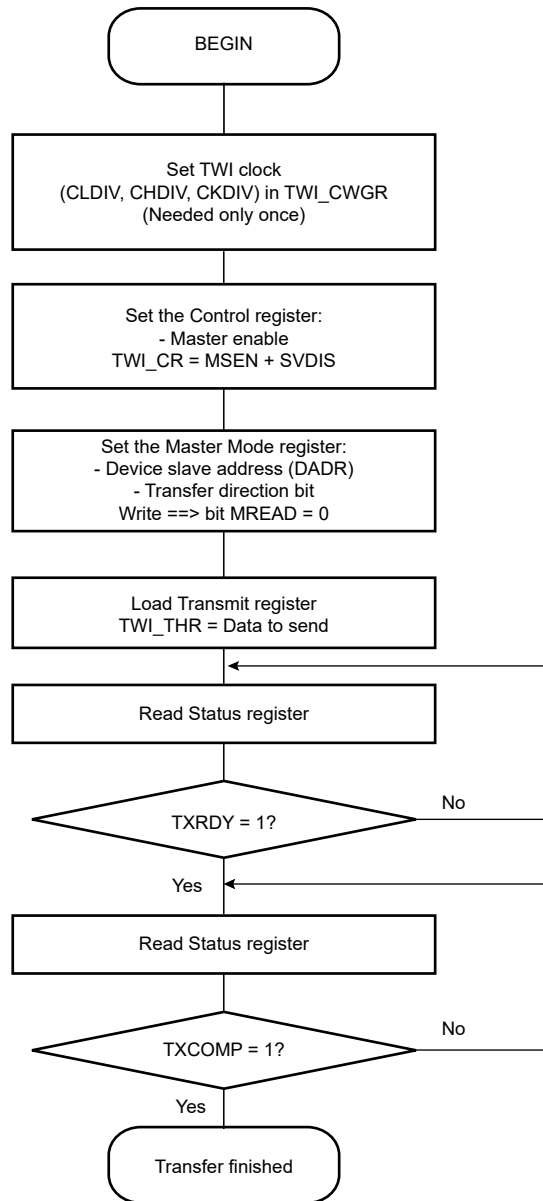 BEGIN
Set TWI clock
(CLDIV, CHDIV, CKDIV) in TWI_CWGR
(Needed only once)
Set the Control register:
- Master enable
TWI_CR = MSEN + SVDIS
Set the Master Mode register:
- Device slave address (DADR)
- Transfer direction bit
Write ==> bit MREAD = 0
Load Transmit register
TWI_THR = Data to send
Read Status register
TXRDY = 1?
No
Yes
Read Status register
TXCOMP = 1?
No
Yes
Transfer finished